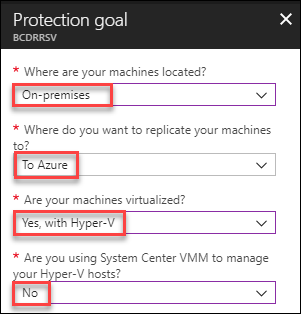 Protection goal
BCDRRSV
* Where are your machines located?
On-premises
* Where do you want to replicate your machines
to?
To Azure
* Are your machines virtualized?
Yes, with Hyper-V
* Are you using System Center VMM to manage
your Hyper-V hosts?
No